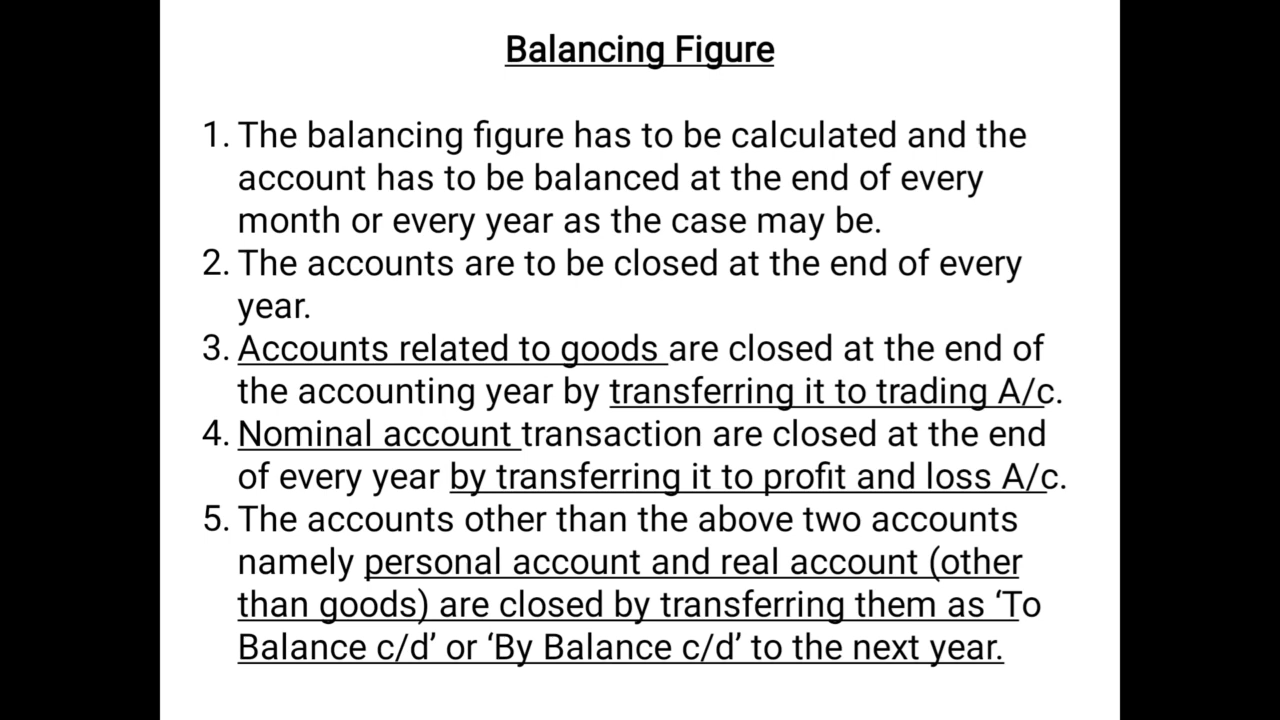 Balancing Figure
1. The balancing figure has to be calculated and the
account has to be balanced at the end of every
month or every year as the case may be.
2. The accounts are to be closed at the end of every
year.
3. Accounts related to goods are closed at the end of
the accounting year by transferring it to trading A/c.
4. Nominal account transaction are closed at the end
of every year by transferring it to profit and loss A/c.
5. The accounts other than the above two accounts
namely personal account and real account (other
than goods) are closed by transferring them as ‘To
Balance c/d’ or ‘By Balance c/d’ to the next year.